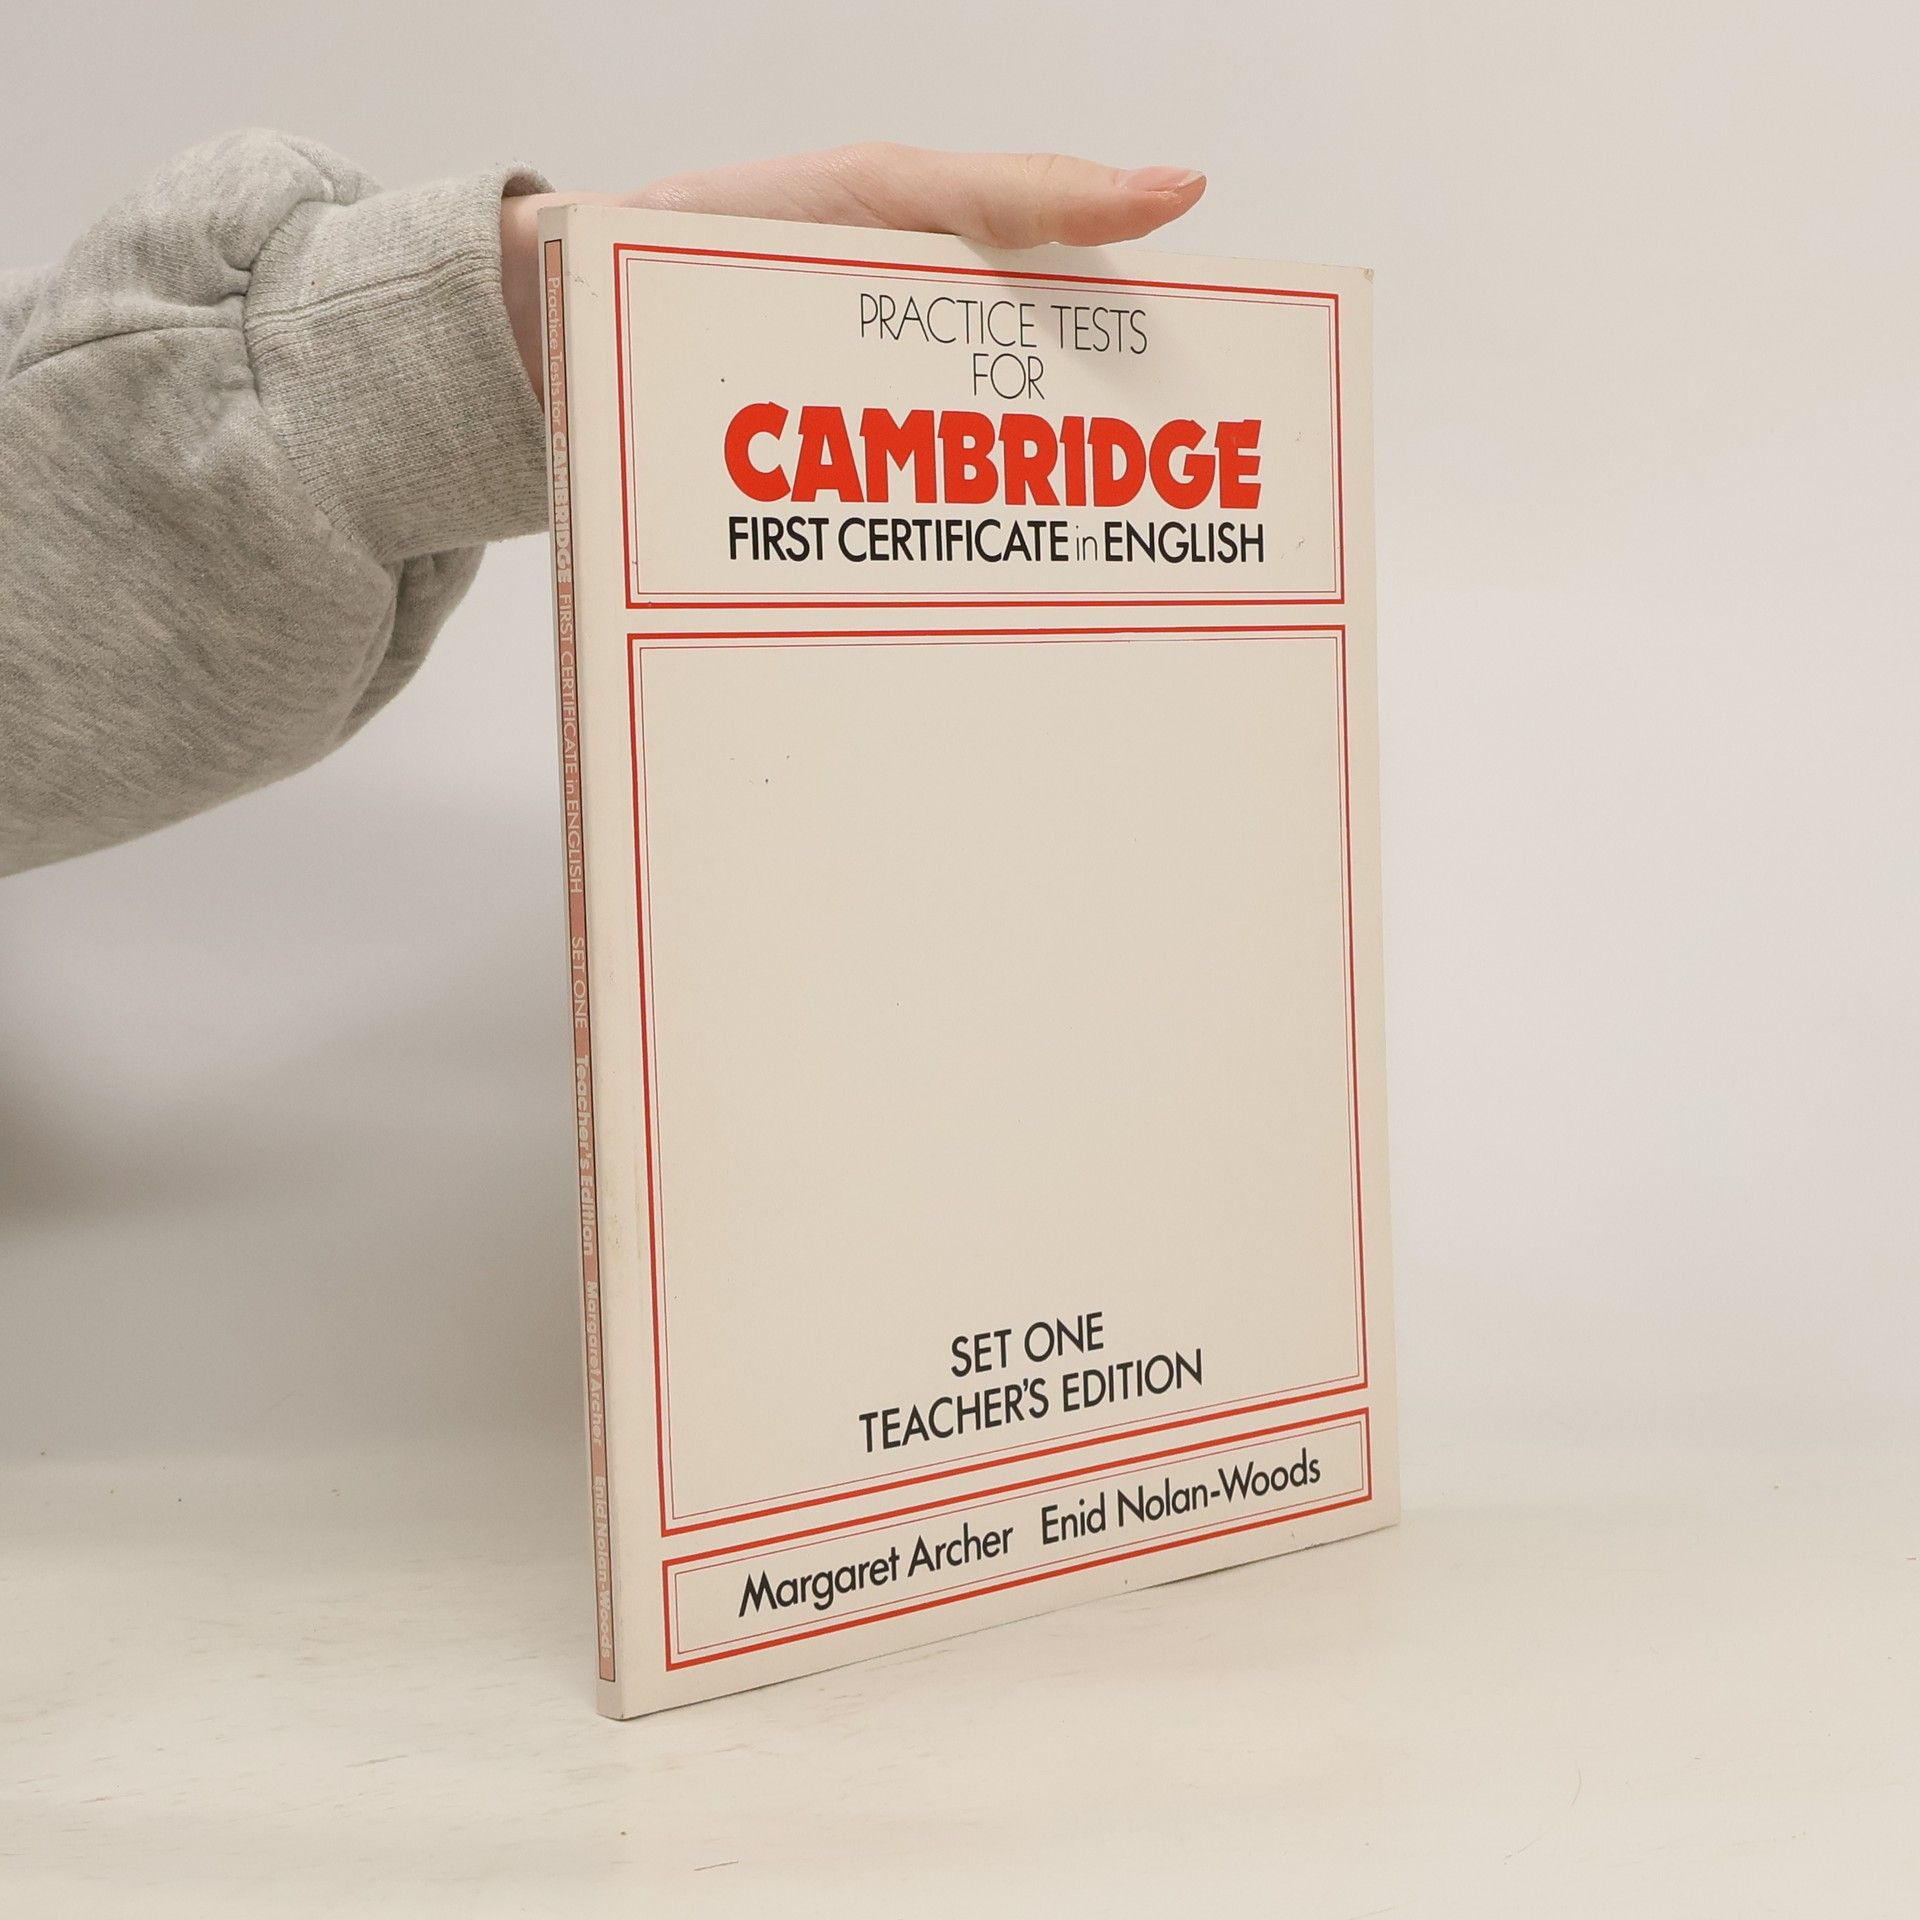 PRACTICE TESTS
FOR
CAMBRIDGE
FIRST CERTIFICATE in ENGLISH
SET ONE
TEACHER'S EDITION
Margaret Archer Enid Nolan-Woods
Practice Tests for CAMBRIDGE FIRST CERTIFICATE in ENGLISH SET ONE Teacher's Edition Margaret Archer Enid Nolan-Woods